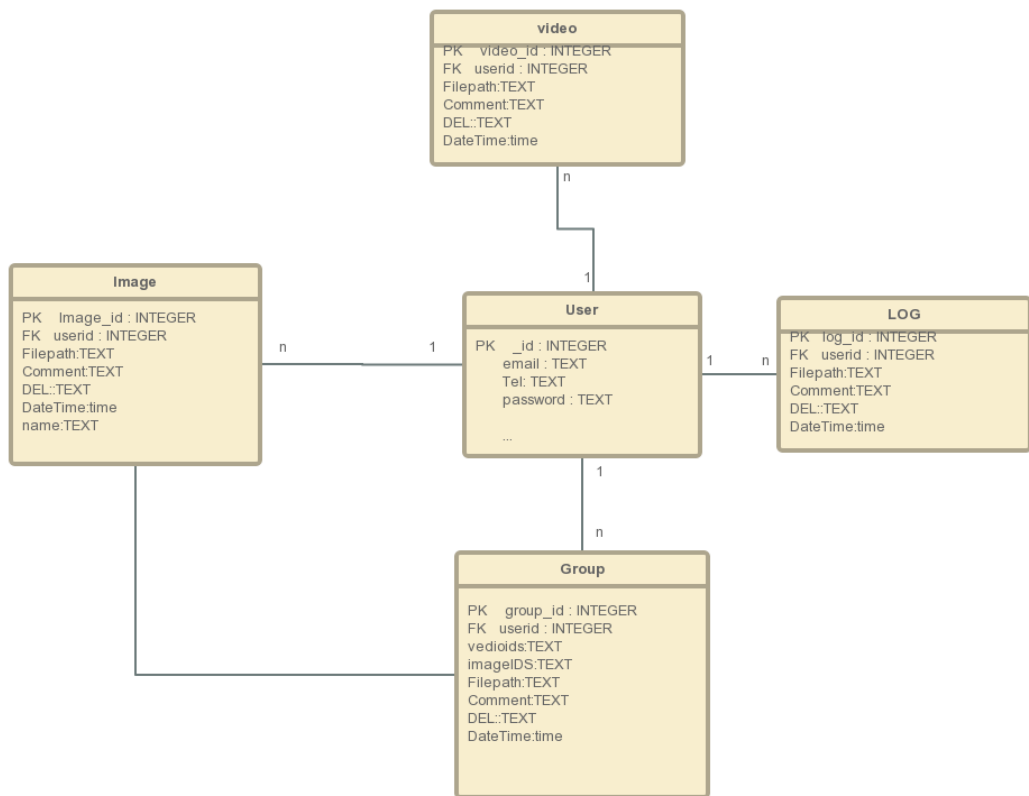 video
PK video_id : INTEGER
FK userid : INTEGER
Filepath:TEXT
Comment:TEXT
DEL::TEXT
DateTime:time
n
1
Image
PK Image_id : INTEGER
FK userid : INTEGER
Filepath:TEXT
Comment:TEXT
DEL::TEXT
DateTime:time
name:TEXT
n
1
User
PK _id : INTEGER
email : TEXT
Tel: TEXT
password : TEXT
...
1
n
LOG
PK log_id : INTEGER
FK userid : INTEGER
Filepath:TEXT
Comment:TEXT
DEL::TEXT
DateTime:time
1
n
Group
PK group_id : INTEGER
FK userid : INTEGER
vedioids:TEXT
imageIDS:TEXT
Filepath:TEXT
Comment:TEXT
DEL::TEXT
DateTime:time